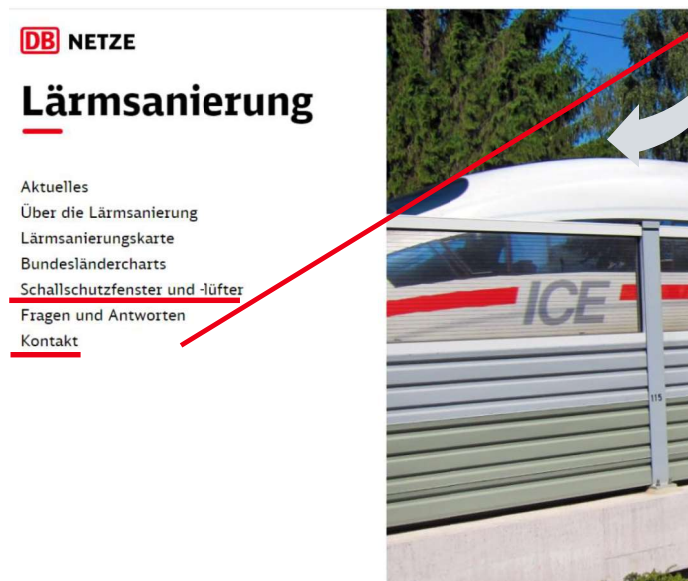 DB NETZE
Lärmsanierung
Aktuelles
Über die Lärmsanierung
Lärmsanierungskarte
Bundesländercharts
Schallschutzfenster und -lüfter
Fragen und Antworten
Kontakt
ICE
115